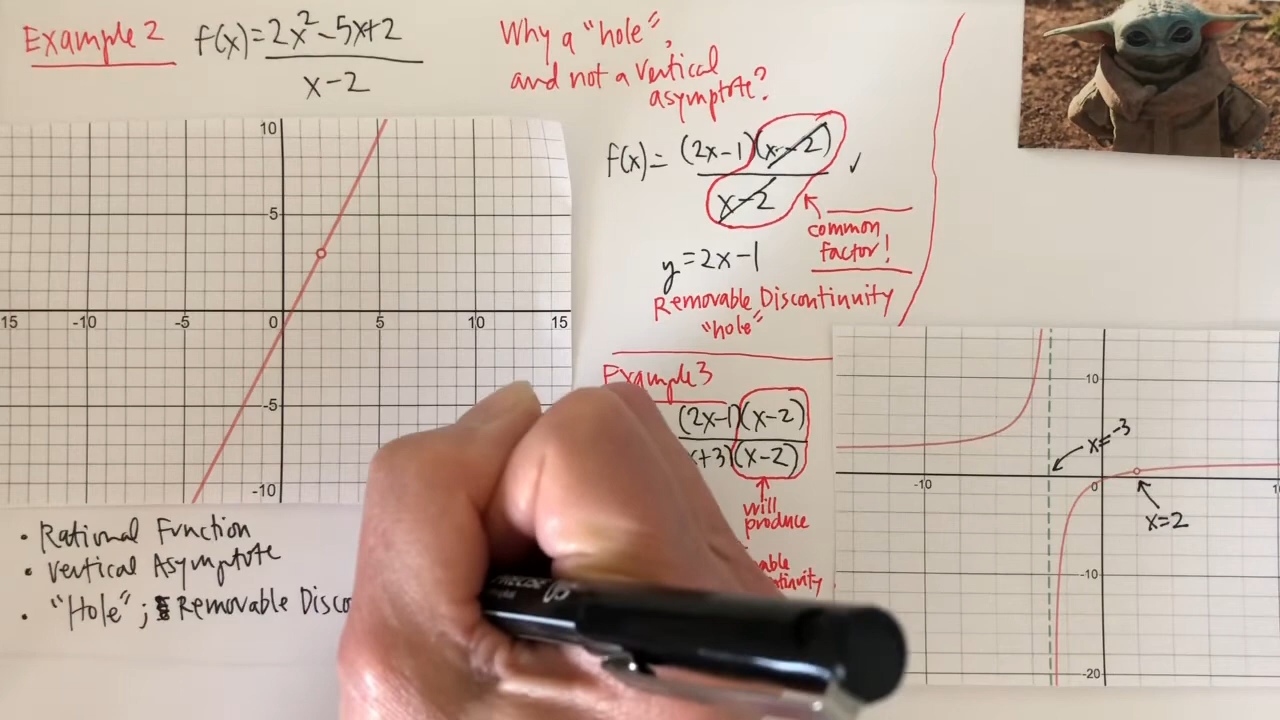 Example 2
f(x)=2x²-5x+2
x-2
Why a "hole",
and not a vertical
asymptote?
f(x)= (2x-1)(x-2) ✓
x-2
common
factor!
y=2x-1
Removable Discontinuity
"hole"
10
5
15 -10 -5 0 5 10 15
-5
-10
• Rational Function
• Vertical Asymptote
• "Hole"; Removable Disco
Example 3
(2x-1)(x-2)
x+3)(x-2)
will
produce
10
x=-3
-10 0 10
x=2
-10
-20